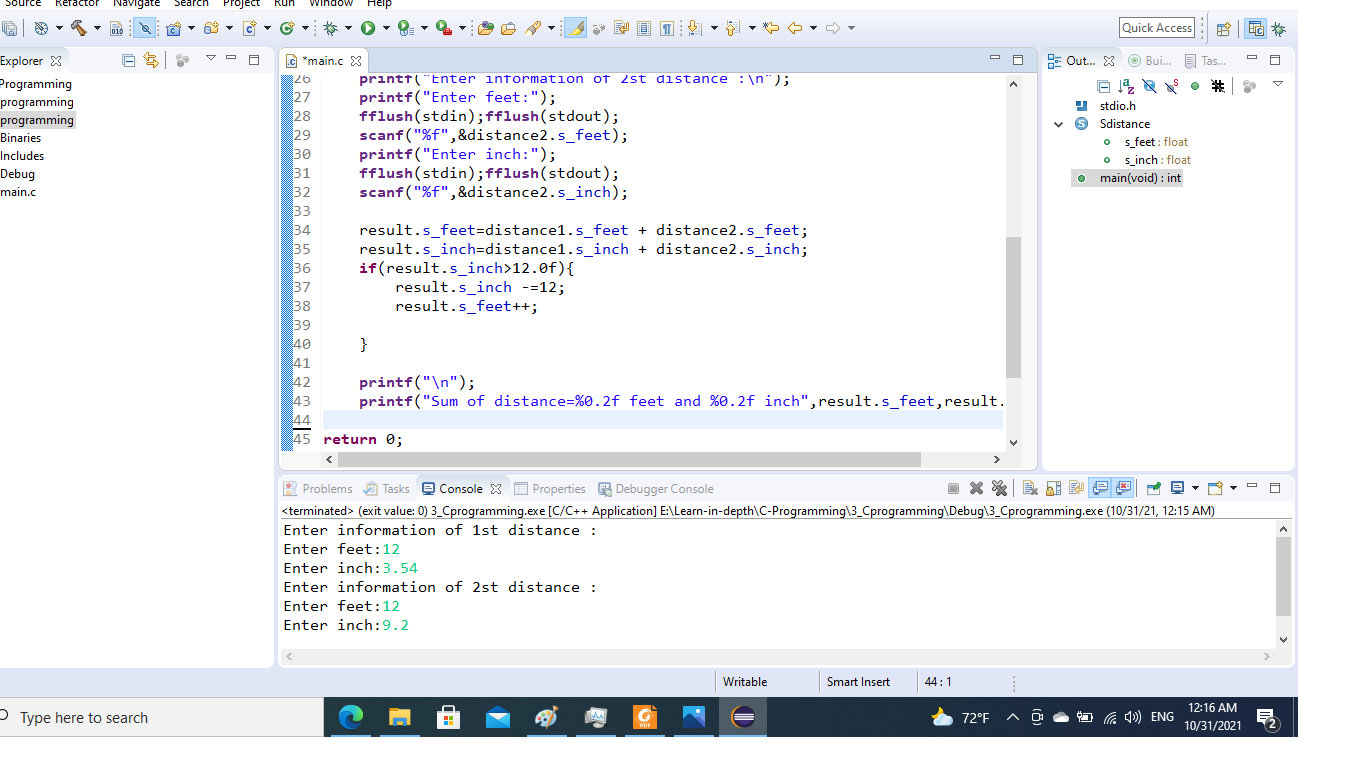 Source Refactor Navigate Search Project Run Window Help
Quick Access
Explorer
Programming
programming
programming
Binaries
Includes
Debug
main.c
*main.c
26 printf("Enter information of 2st distance :\n");
27 printf("Enter feet:");
28 fflush(stdin);fflush(stdout);
29 scanf("%f",&distance2.s_feet);
30 printf("Enter inch:");
31 fflush(stdin);fflush(stdout);
32 scanf("%f",&distance2.s_inch);
33
34 result.s_feet=distance1.s_feet + distance2.s_feet;
35 result.s_inch=distance1.s_inch + distance2.s_inch;
36 if(result.s_inch>12.0f){
37 result.s_inch -=12;
38 result.s_feet++;
39
40 }
41
42 printf("\n");
43 printf("Sum of distance=%0.2f feet and %0.2f inch",result.s_feet,result.
44
45 return 0;
Out... Bui... Tas...
stdio.h
Sdistance
s_feet : float
s_inch : float
main(void) : int
Problems Tasks Console Properties Debugger Console
<terminated> (exit value: 0) 3_Cprogramming.exe [C/C++ Application] E:\Learn-in-depth\C-Programming\3_Cprogramming\Debug\3_Cprogramming.exe (10/31/21, 12:15 AM)
Enter information of 1st distance :
Enter feet:12
Enter inch:3.54
Enter information of 2st distance :
Enter feet:12
Enter inch:9.2
Writable Smart Insert 44 : 1
Type here to search
72°F ENG
12:16 AM
10/31/2021
2